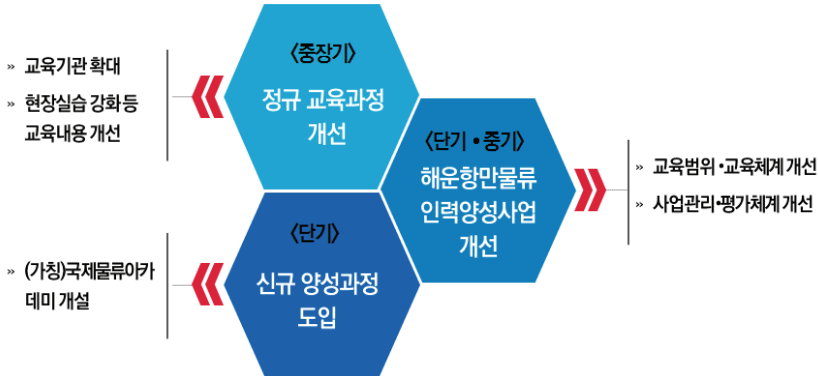 〈중장기〉
정규 교육과정
개선
» 교육기관 확대
» 현장실습 강화 등
교육내용 개선
〈단기 • 중기〉
해운항만물류
인력양성사업
개선
» 교육범위•교육체계 개선
» 사업관리•평가체계 개선
〈단기〉
신규 양성과정
도입
» (가칭)국제물류아카
데미 개설